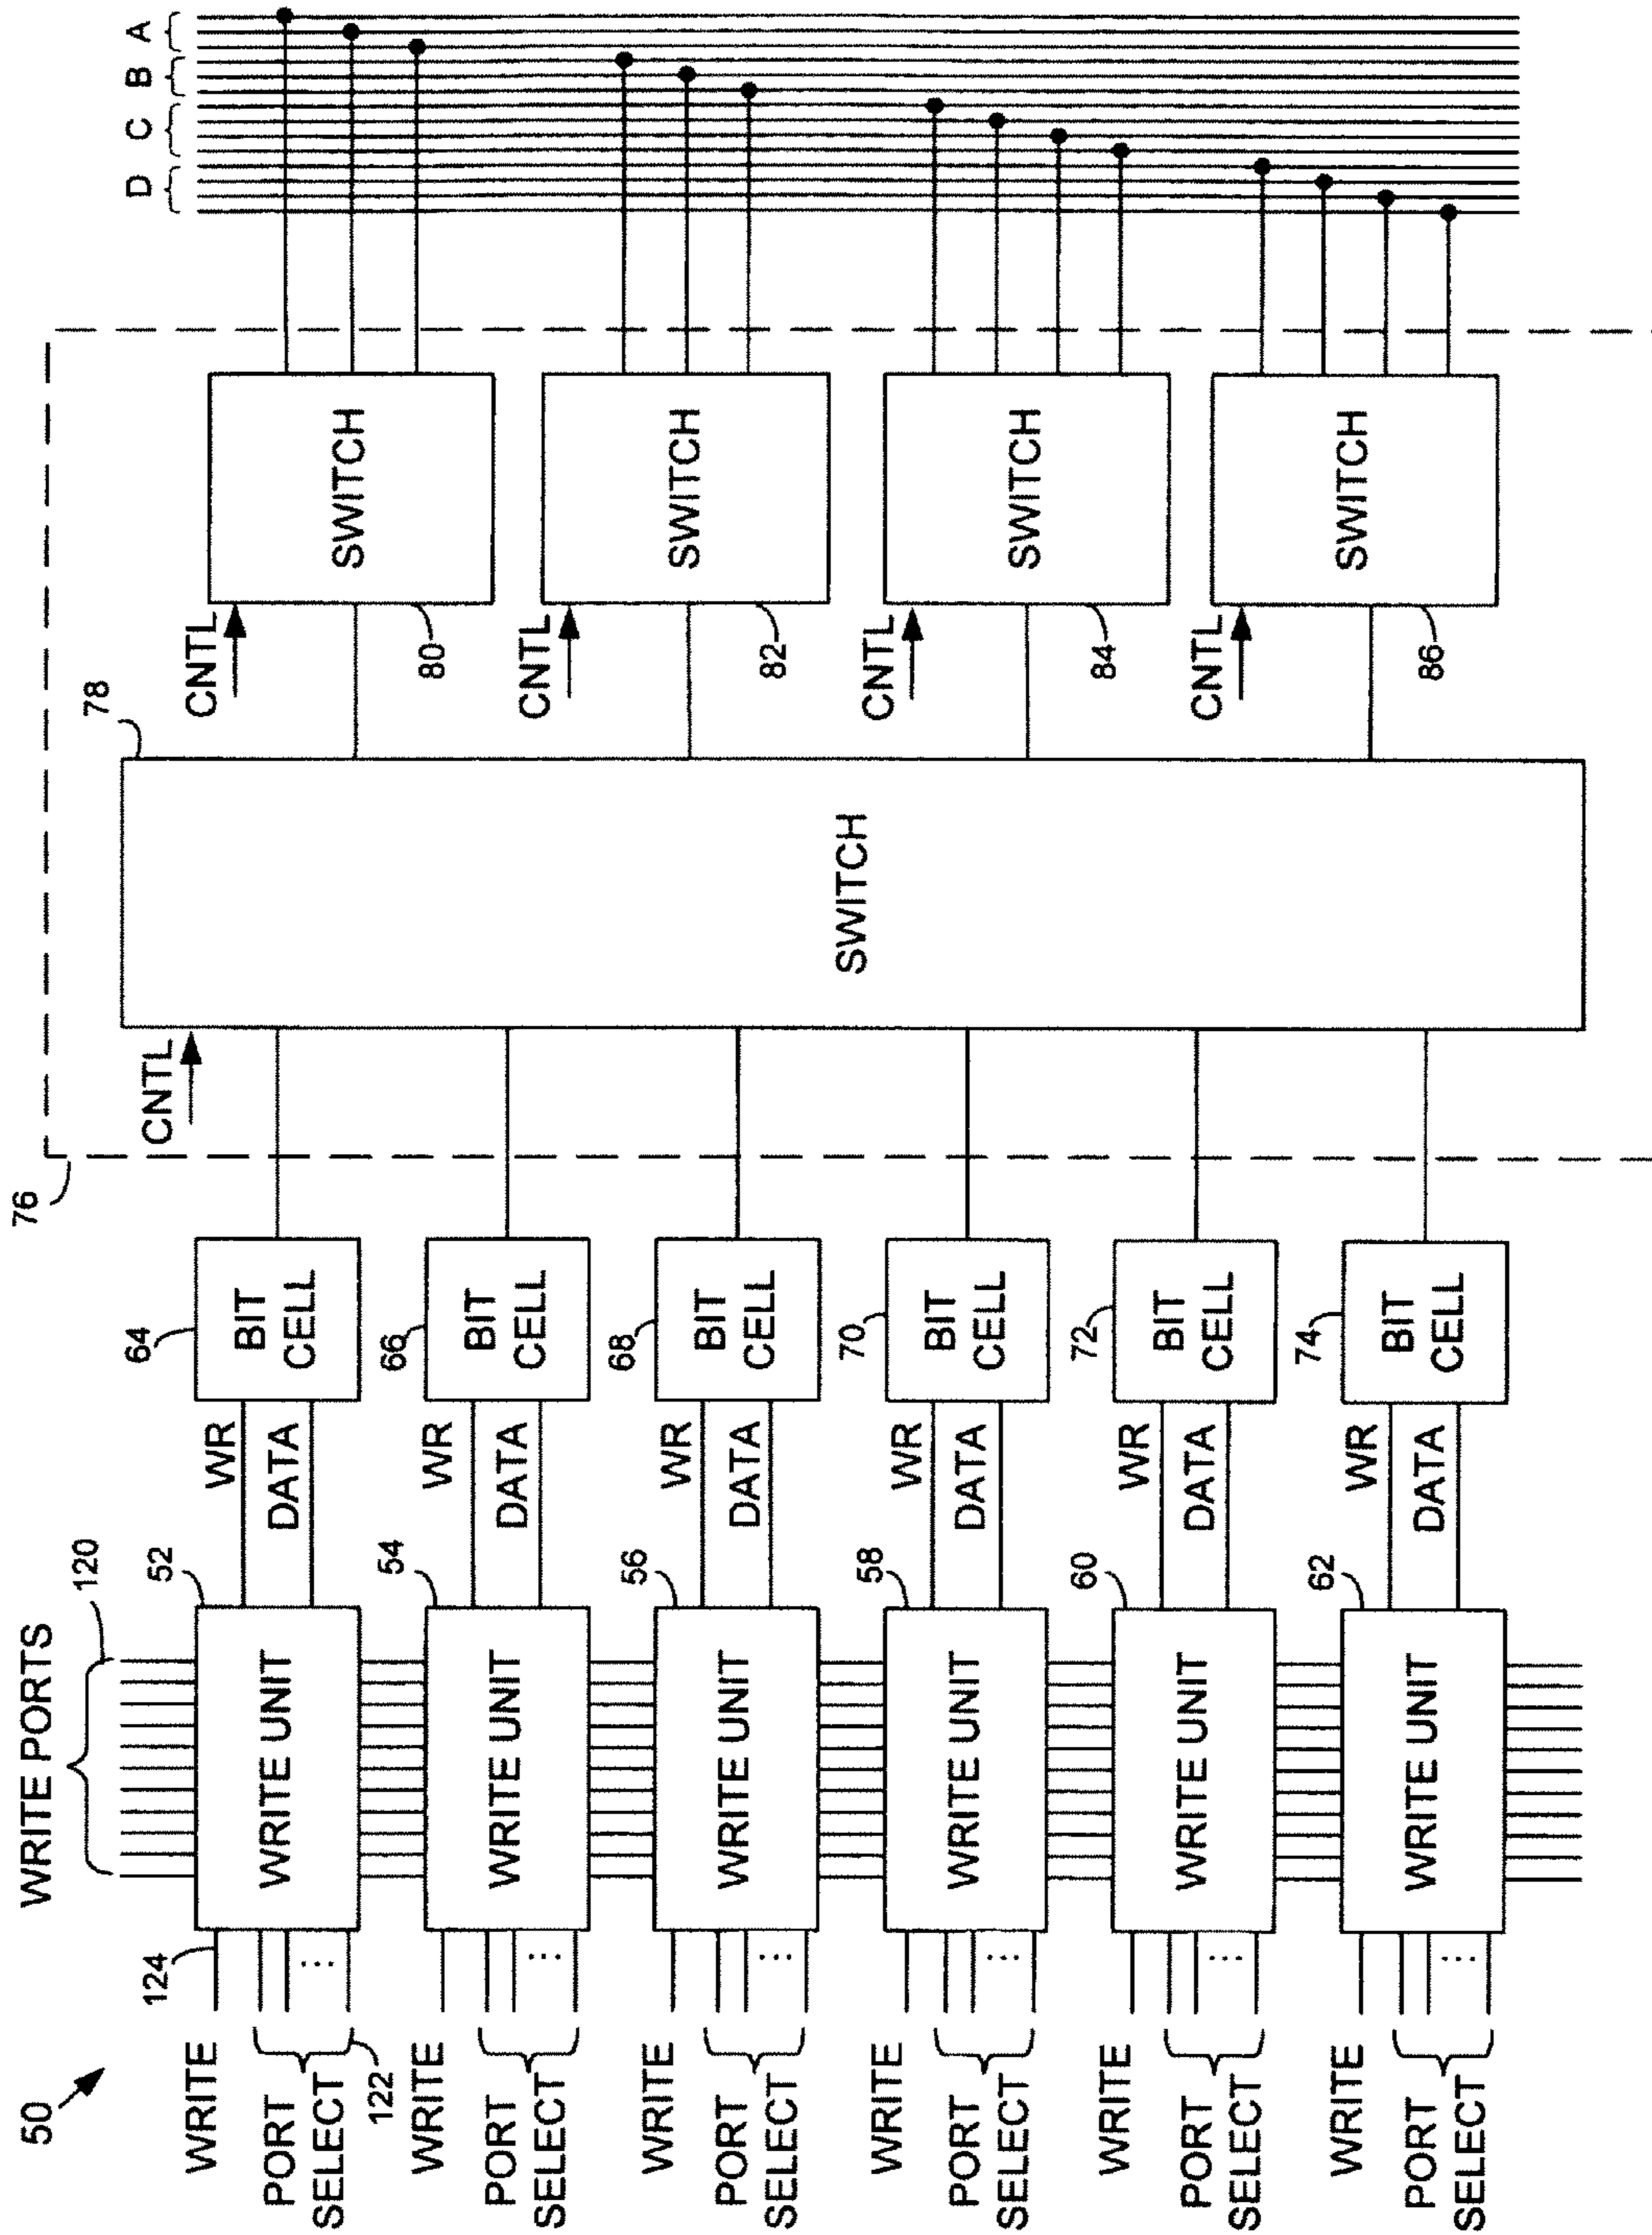 50
WRITE PORTS
120
WRITE
124
PORT
SELECT
122
52
WRITE UNIT
WR
DATA
64
BIT
CELL
WRITE
PORT
SELECT
...
54
WRITE UNIT
WR
DATA
66
BIT
CELL
WRITE
PORT
SELECT
...
56
WRITE UNIT
WR
DATA
68
BIT
CELL
WRITE
PORT
SELECT
...
58
WRITE UNIT
WR
DATA
70
BIT
CELL
WRITE
PORT
SELECT
...
60
WRITE UNIT
WR
DATA
72
BIT
CELL
WRITE
PORT
SELECT
...
62
WRITE UNIT
WR
DATA
74
BIT
CELL
...
76
CNTL
78
SWITCH
CNTL
80
SWITCH
CNTL
82
SWITCH
CNTL
84
SWITCH
CNTL
86
SWITCH
A
B
C
D